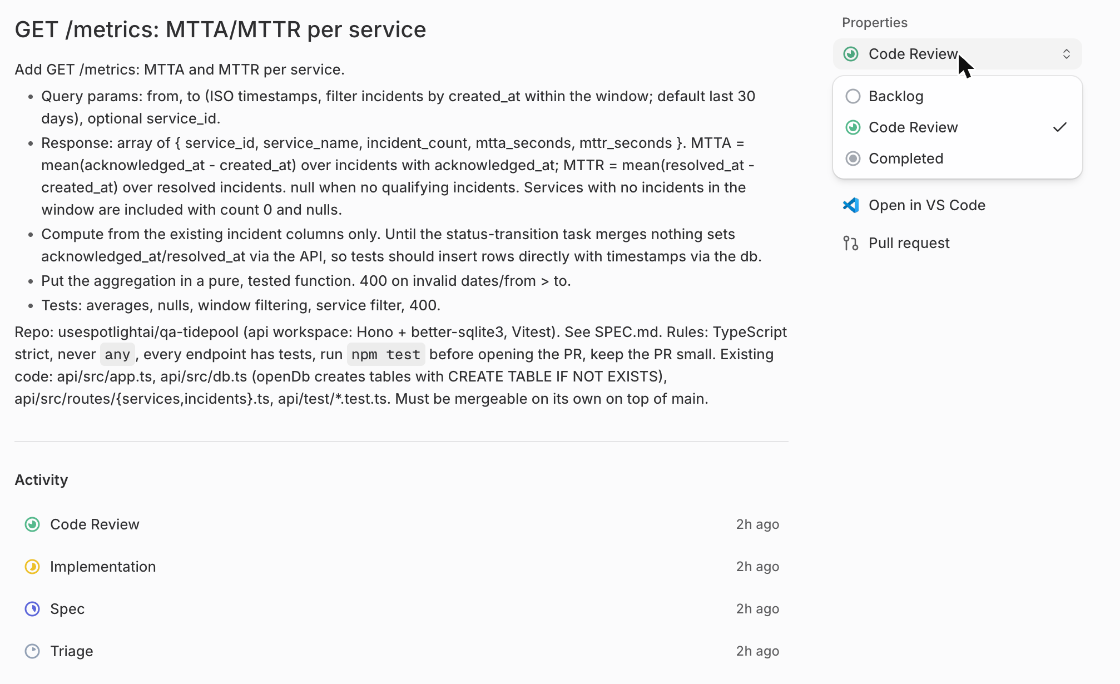 GET /metrics: MTTA/MTTR per service
Add GET /metrics: MTTA and MTTR per service.
• Query params: from, to (ISO timestamps, filter incidents by created_at within the window; default last 30
days), optional service_id.
• Response: array of { service_id, service_name, incident_count, mtta_seconds, mttr_seconds }. MTTA =
mean(acknowledged_at - created_at) over incidents with acknowledged_at; MTTR = mean(resolved_at -
created_at) over resolved incidents. null when no qualifying incidents. Services with no incidents in the
window are included with count 0 and nulls.
• Compute from the existing incident columns only. Until the status-transition task merges nothing sets
acknowledged_at/resolved_at via the API, so tests should insert rows directly with timestamps via the db.
• Put the aggregation in a pure, tested function. 400 on invalid dates/from > to.
• Tests: averages, nulls, window filtering, service filter, 400.
Repo: usespotlightai/qa-tidepool (api workspace: Hono + better-sqlite3, Vitest). See SPEC.md. Rules: TypeScript
strict, never any, every endpoint has tests, run npm test before opening the PR, keep the PR small. Existing
code: api/src/app.ts, api/src/db.ts (openDb creates tables with CREATE TABLE IF NOT EXISTS),
api/src/routes/{services,incidents}.ts, api/test/*.test.ts. Must be mergeable on its own on top of main.
Activity
Code Review 2h ago
Implementation 2h ago
Spec 2h ago
Triage 2h ago
Properties
Code Review
Backlog
Code Review
Completed
Open in VS Code
Pull request